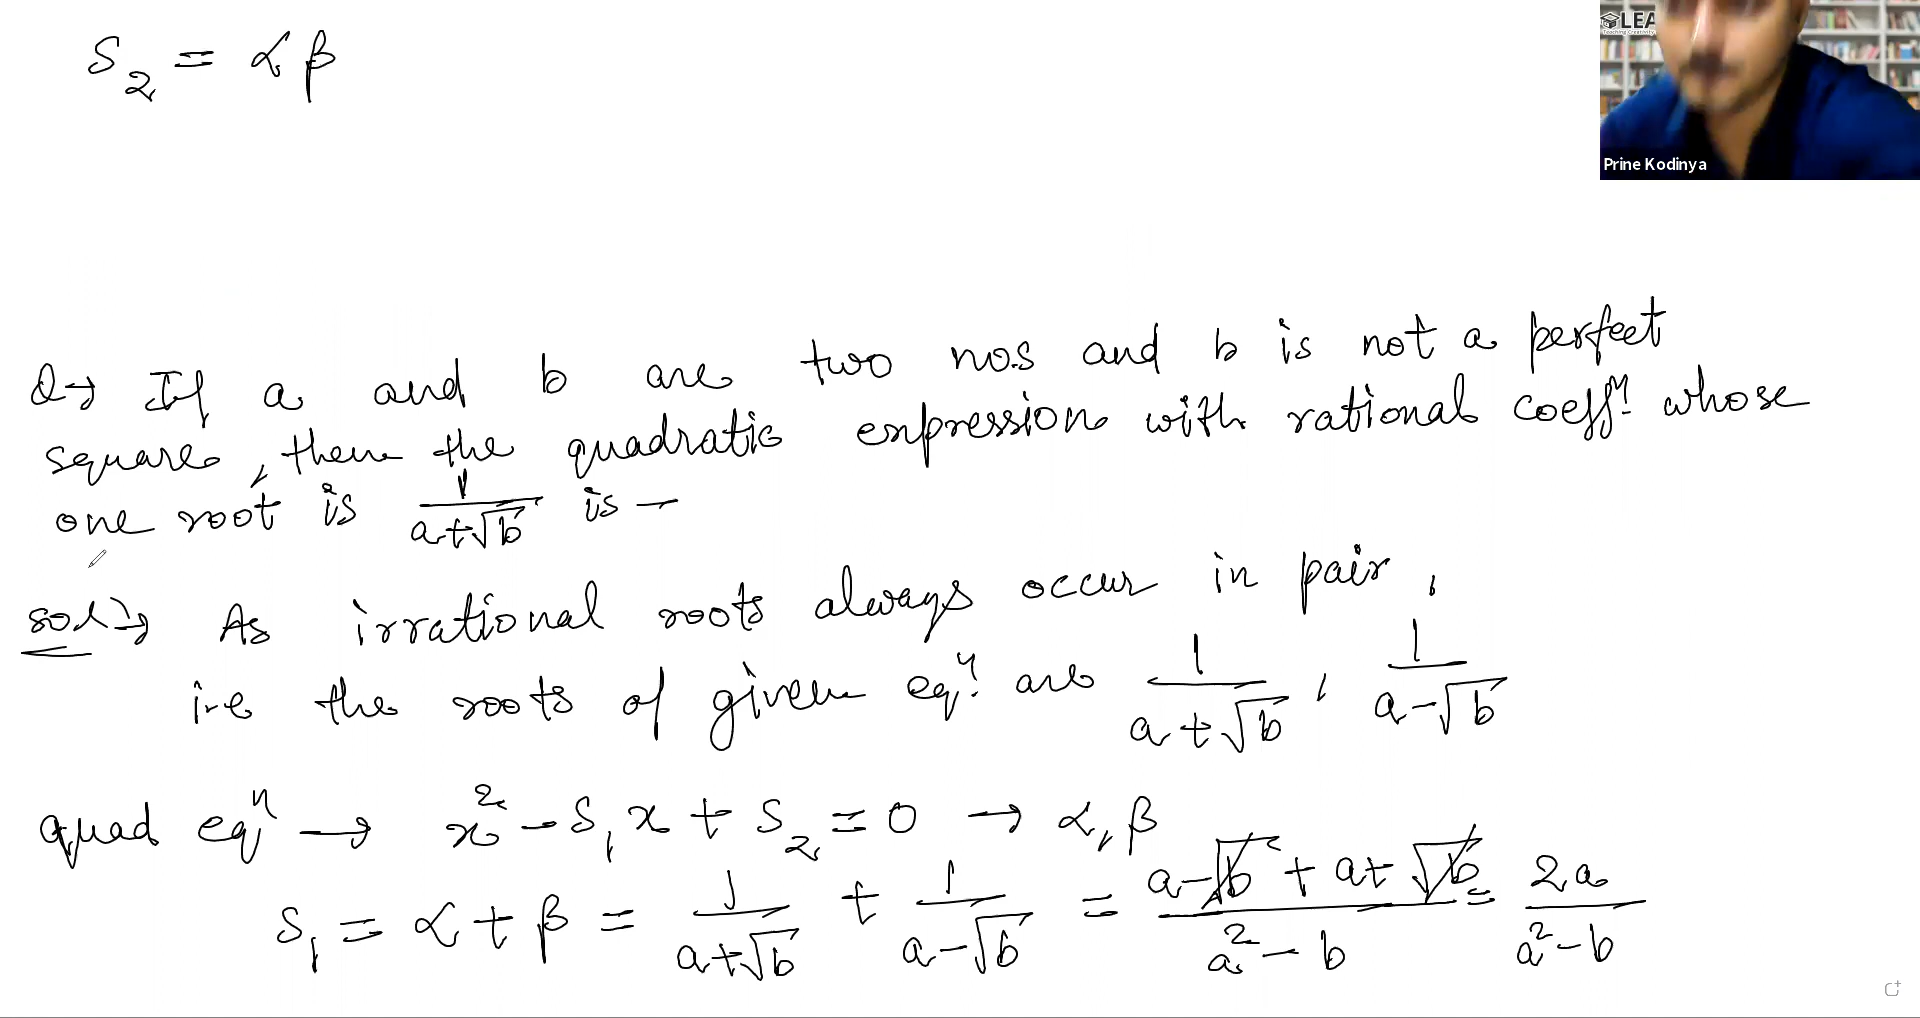 S₂ = αβ
LEA
Prine Kodinya
Q→ If a and b are two nos and b is not a perfect
square, then the quadratic expression with rational coeffⁿ. whose
one root is 1/(a+√b) is —
solⁿ→ As irrational roots always occur in pair,
i.e the roots of given eqⁿ. are 1/(a+√b), 1/(a-√b)
quad eqⁿ → x² - S₁x + S₂ = 0 → α, β
S₁ = α + β = 1/(a+√b) + 1/(a-√b) = (a-√b + a+√b)/(a²-b) = 2a/(a²-b)